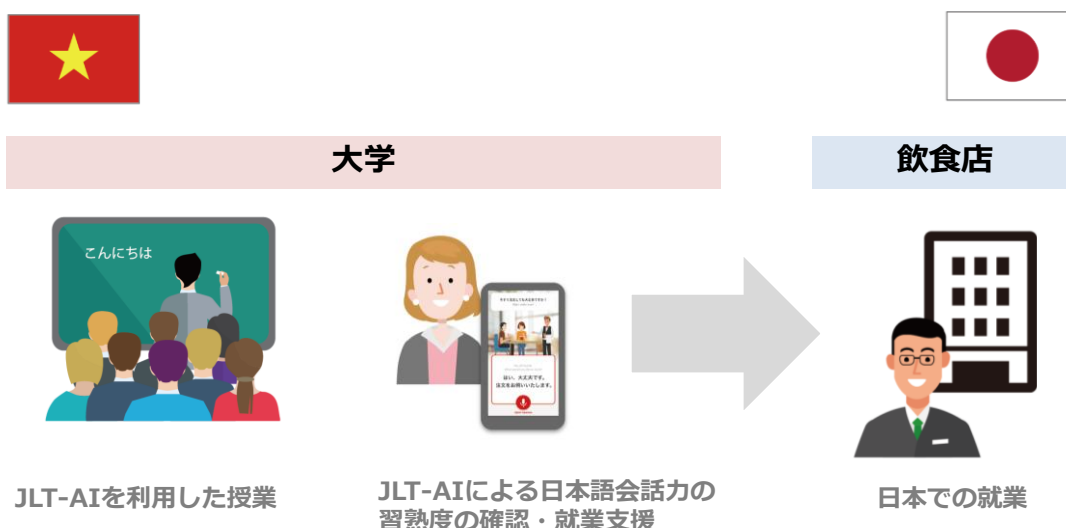 大学
飲食店
こんにちは
はい、大丈夫です。
注文をお伺いいたします。
JLT-AIを利用した授業
JLT-AIによる日本語会話力の
習熟度の確認・就業支援
日本での就業